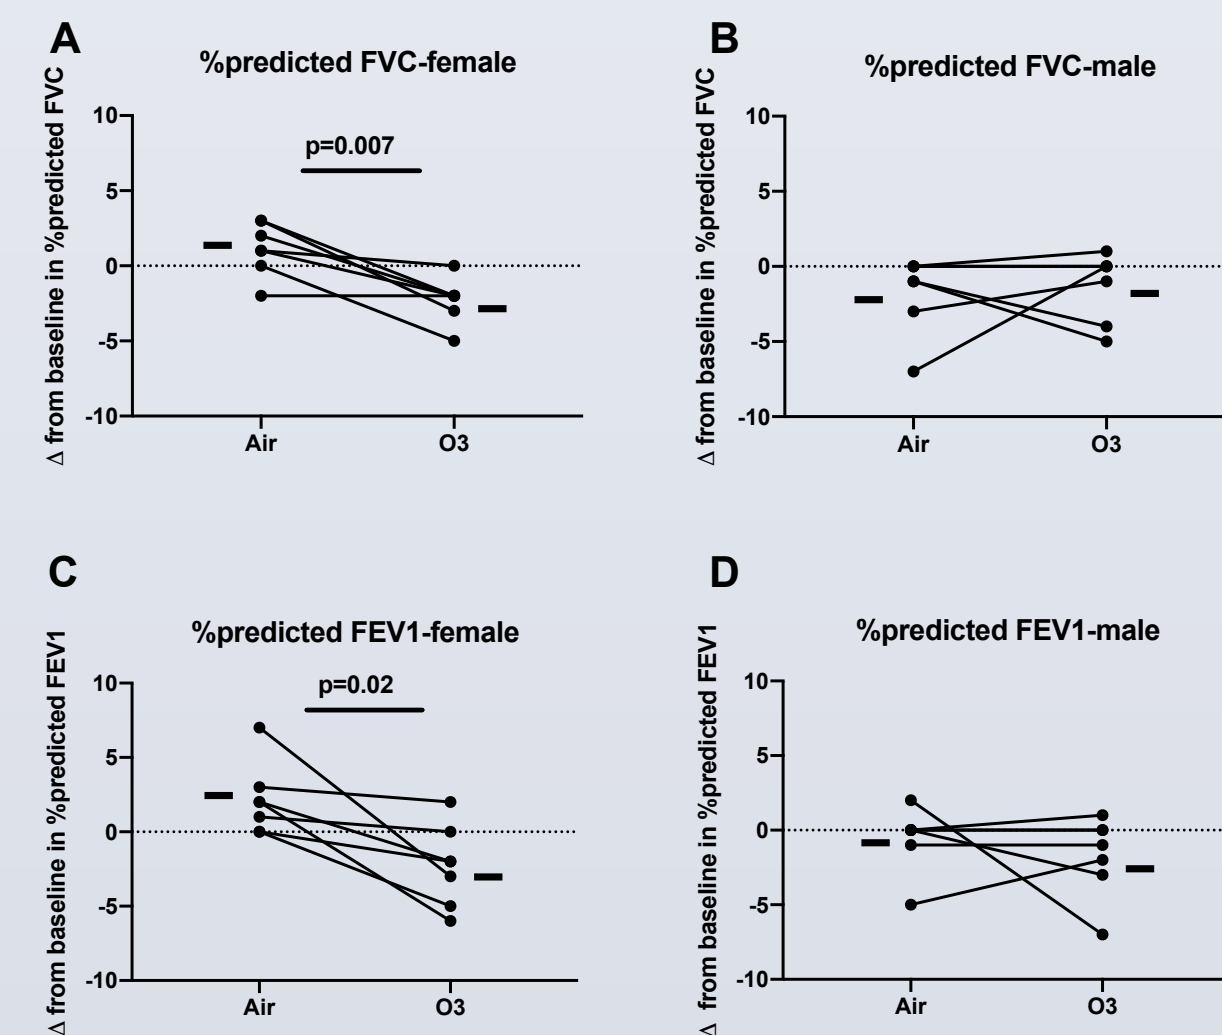 A
%predicted FVC-female
Δ from baseline in %predicted FVC
10
p=0.007
5
0
-5
-10
Air
O3
B
%predicted FVC-male
Δ from baseline in %predicted FVC
10
5
0
-5
-10
Air
O3
C
%predicted FEV1-female
Δ from baseline in %predicted FEV1
10
p=0.02
5
0
-5
-10
Air
O3
D
%predicted FEV1-male
Δ from baseline in %predicted FEV1
10
5
0
-5
-10
Air
O3